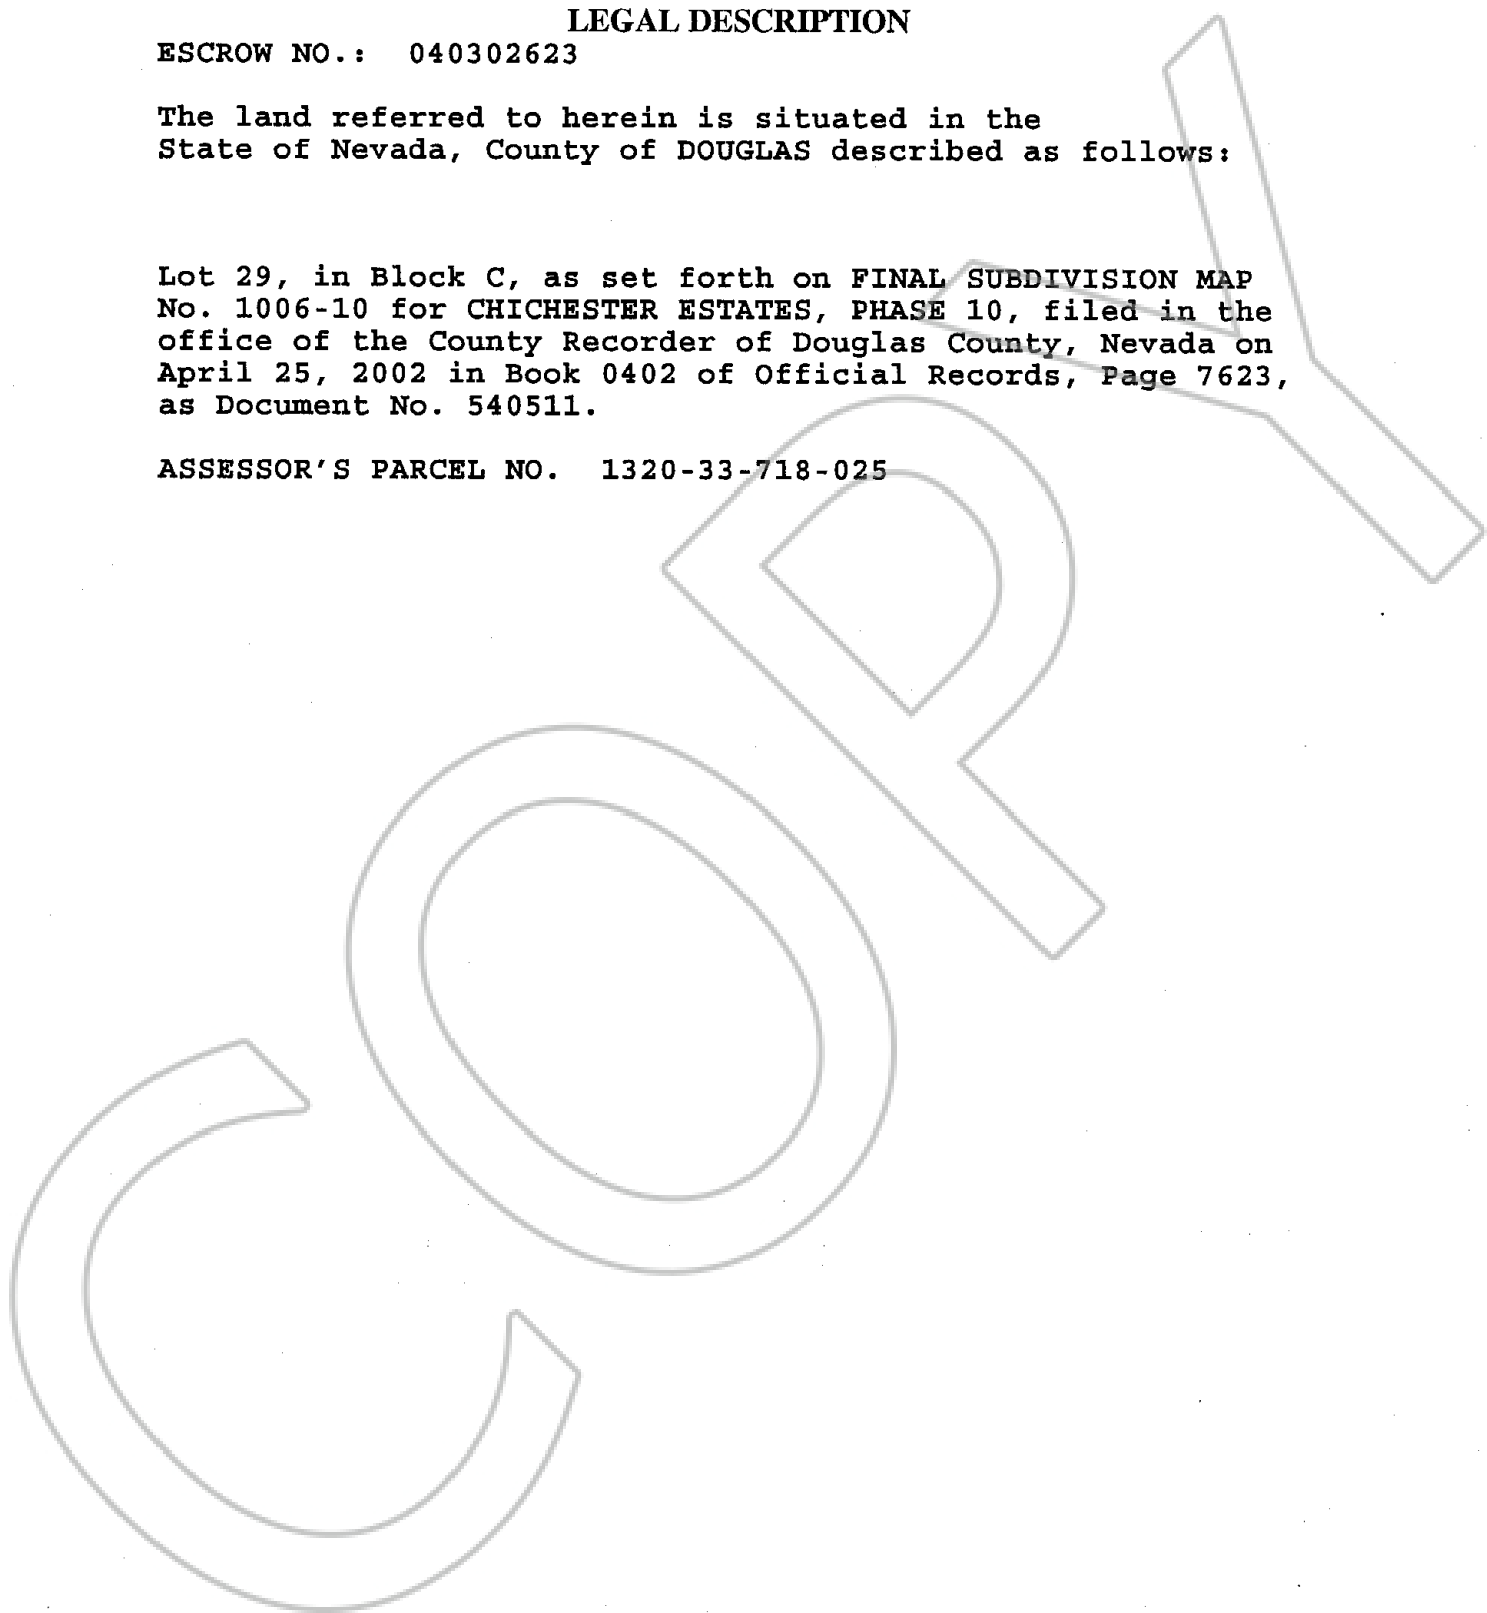 LEGAL DESCRIPTION
ESCROW NO.: 040302623
The land referred to herein is situated in the
State of Nevada, County of DOUGLAS described as follows:
Lot 29, in Block C, as set forth on FINAL SUBDIVISION MAP
No. 1006-10 for CHICHESTER ESTATES, PHASE 10, filed in the
office of the County Recorder of Douglas County, Nevada on
April 25, 2002 in Book 0402 of Official Records, Page 7623,
as Document No. 540511.
ASSESSOR'S PARCEL NO. 1320-33-718-025
COPY